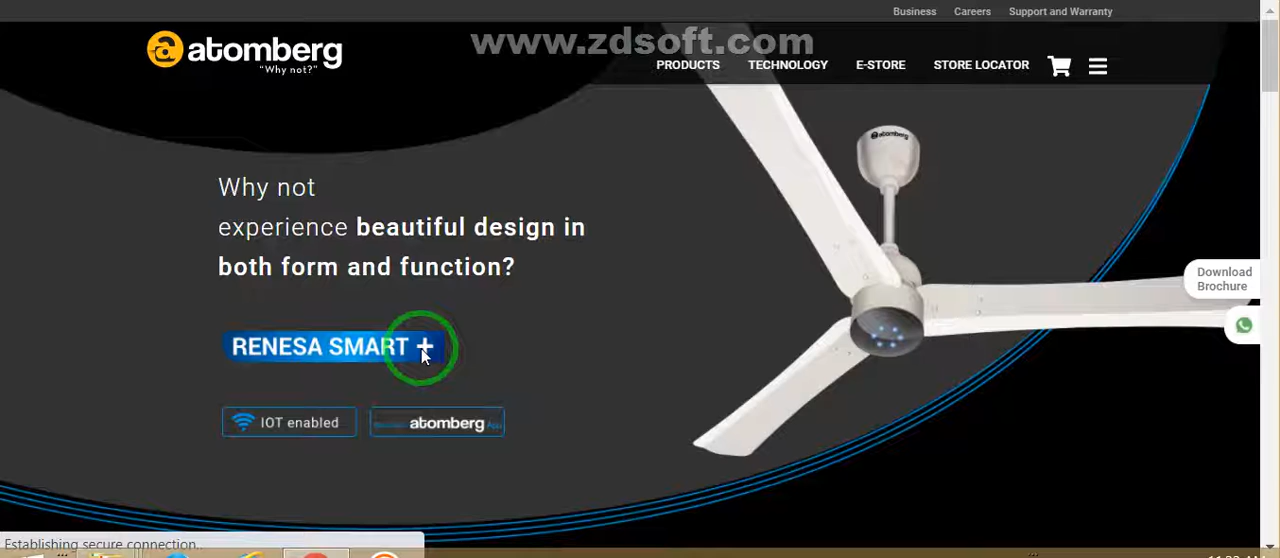 Business Careers Support and Warranty
www.zdsoft.com
atomberg
"Why not?"
PRODUCTS TECHNOLOGY E-STORE STORE LOCATOR
atomberg
Why not
experience beautiful design in
both form and function?
Download
Brochure
RENESA SMART +
IOT enabled
atomberg App
Establishing secure connection...